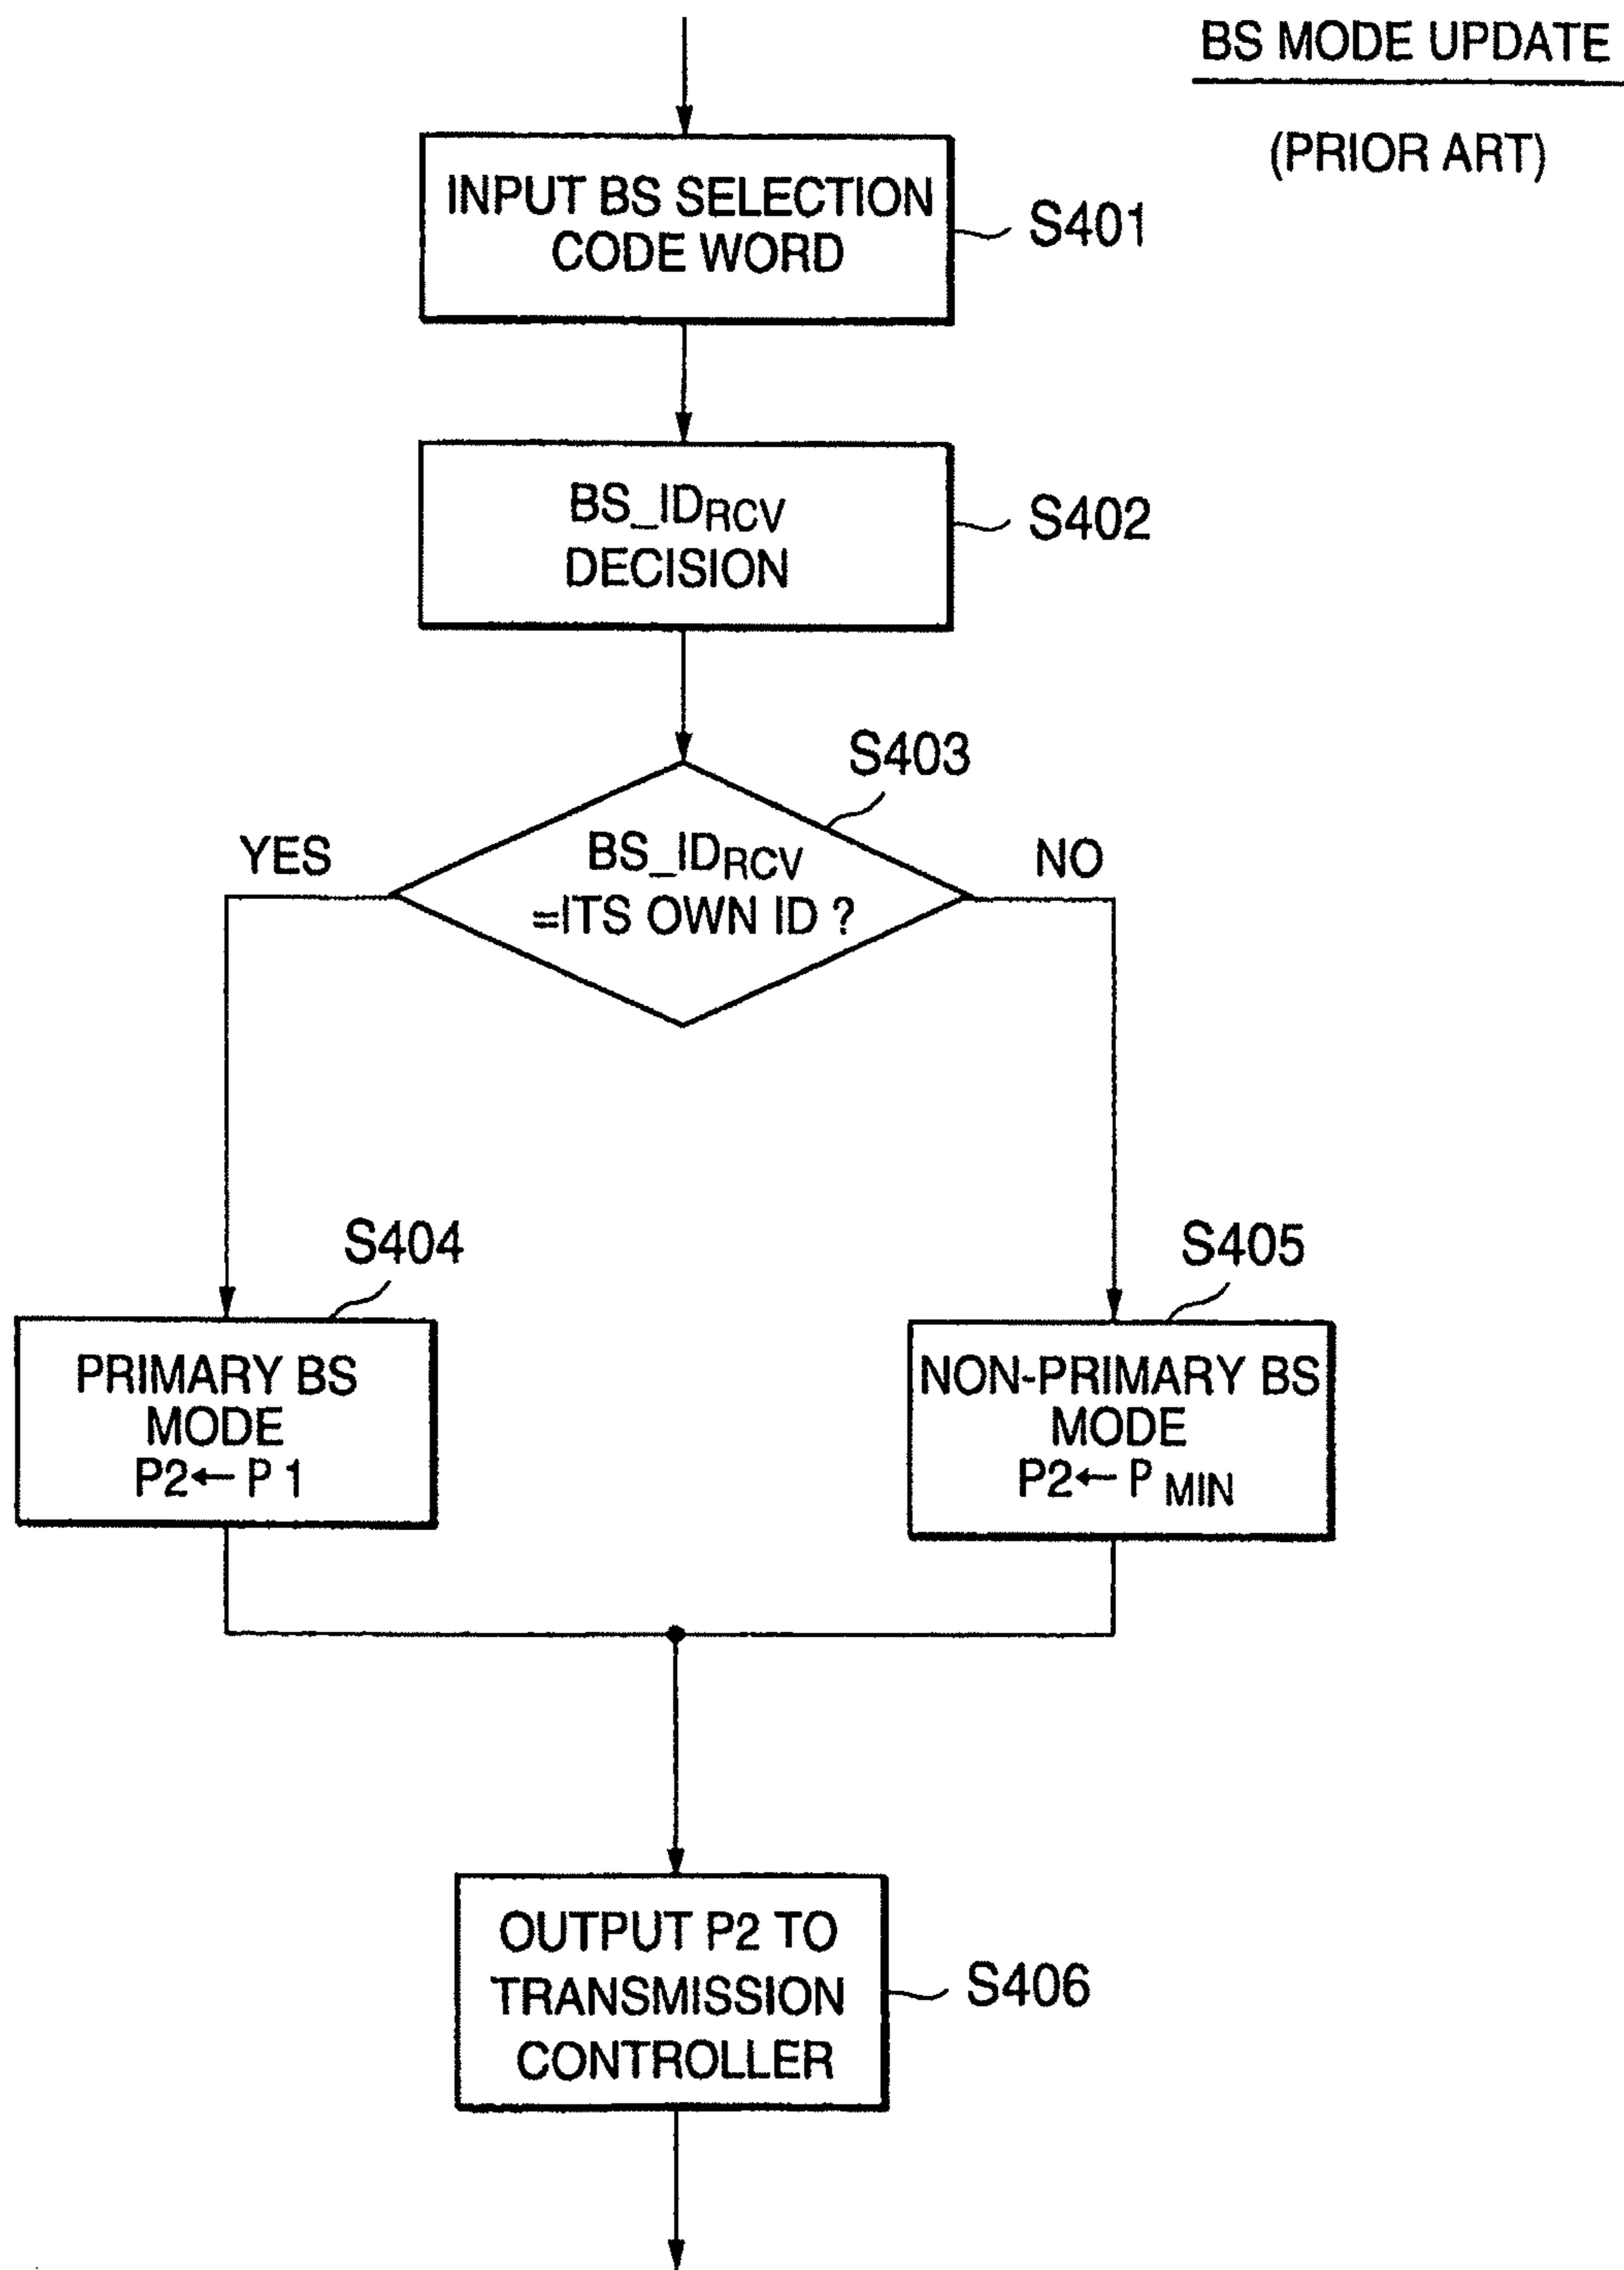 BS MODE UPDATE
(PRIOR ART)
INPUT BS SELECTION
CODE WORD
S401
BS_IDRCV
DECISION
S402
S403
YES
BS_IDRCV
=ITS OWN ID ?
NO
S404
S405
PRIMARY BS
MODE
P2←P1
NON-PRIMARY BS
MODE
P2←P MIN
OUTPUT P2 TO
TRANSMISSION
CONTROLLER
S406